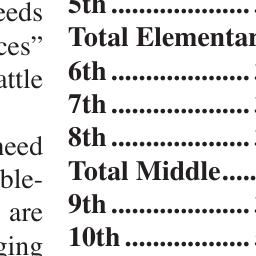 eeds
ces”
attle
need
ble-
are
ging
5th
Total Elementar
6th
7th
8th
Total Middle
9th
10th